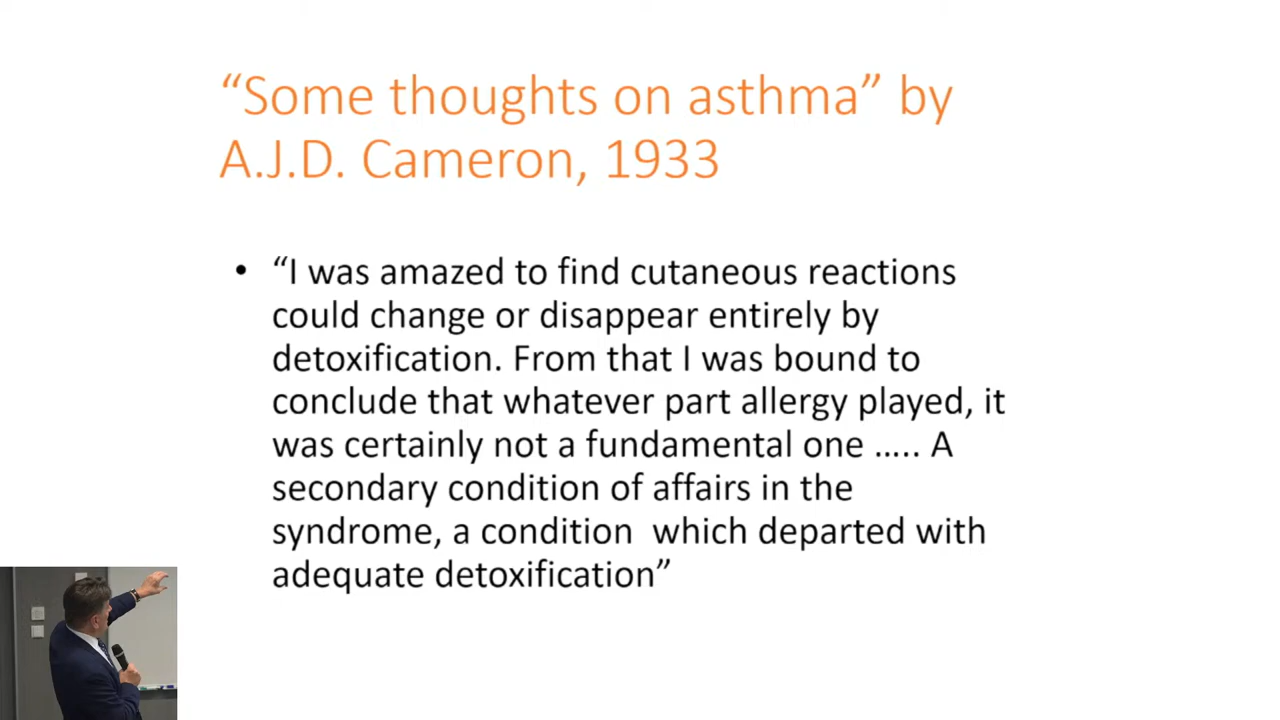 “Some thoughts on asthma” by
A.J.D. Cameron, 1933
• “I was amazed to find cutaneous reactions
could change or disappear entirely by
detoxification. From that I was bound to
conclude that whatever part allergy played, it
was certainly not a fundamental one ….. A
secondary condition of affairs in the
syndrome, a condition  which departed with
adequate detoxification”